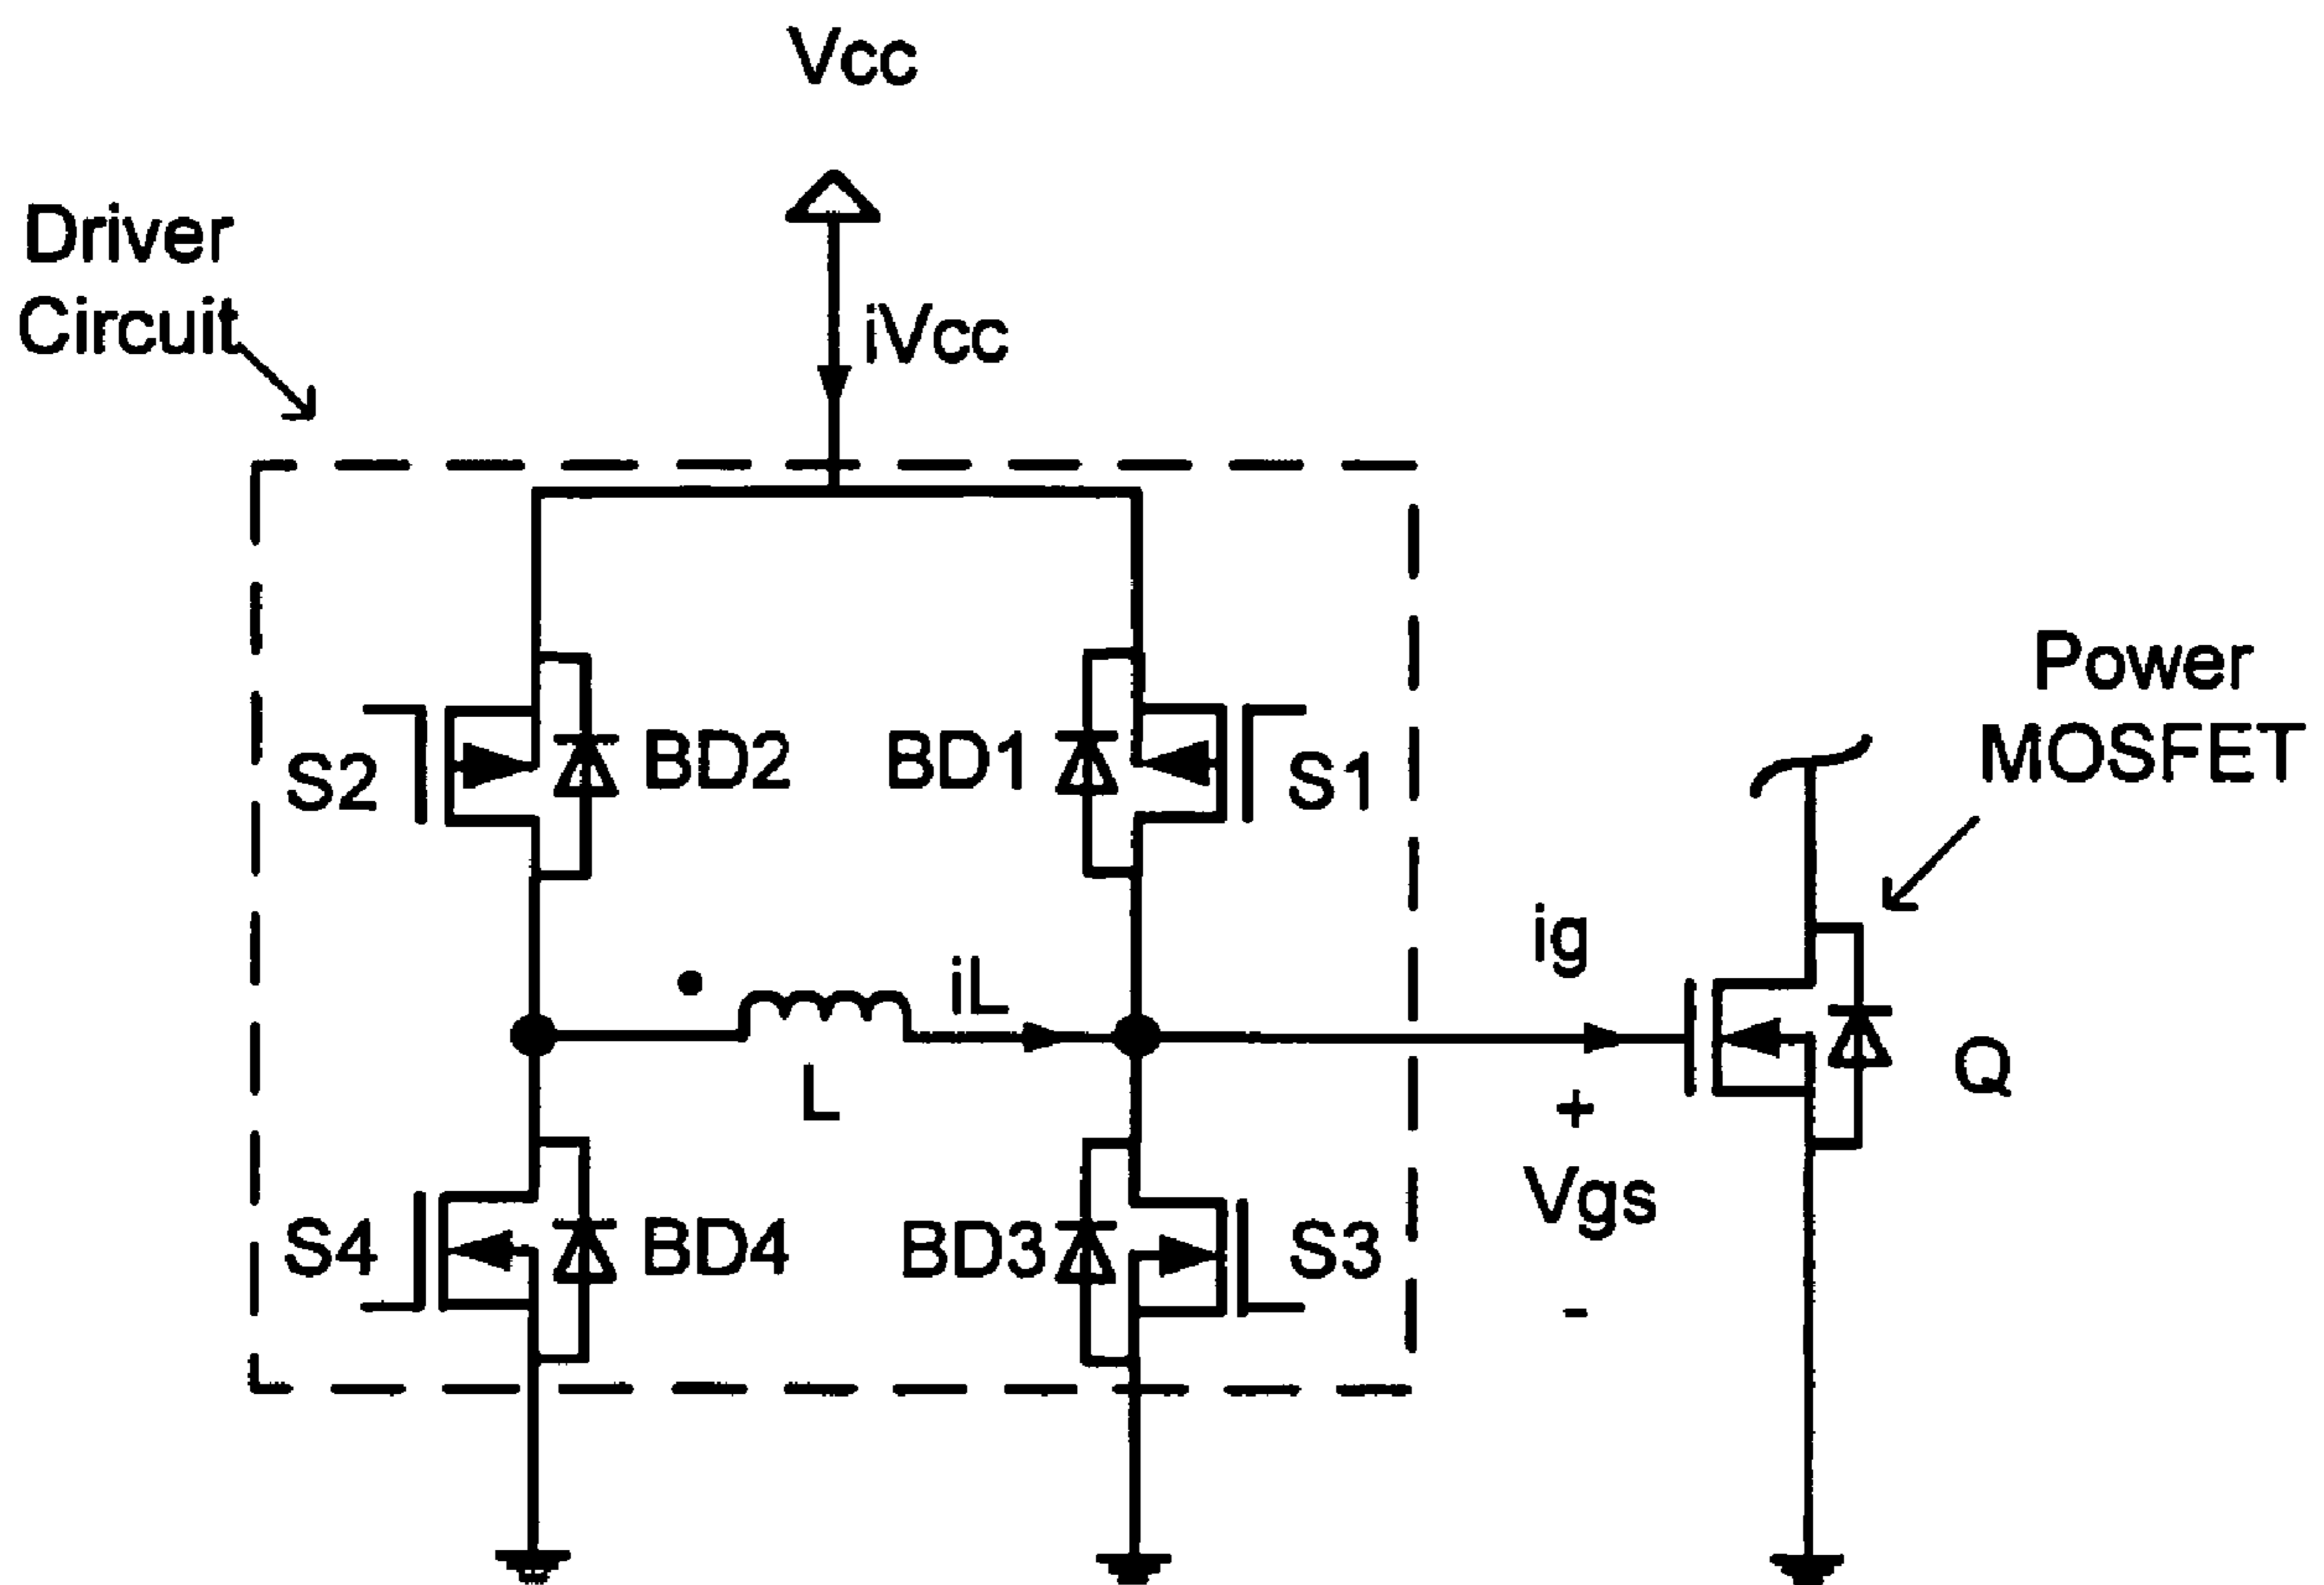 Vcc
Driver
Circuit
iVcc
Power
MOSFET
S2
BD2
BD1
S1
ig
iL
L
Q
+
Vgs
-
S4
BD4
BD3
S3